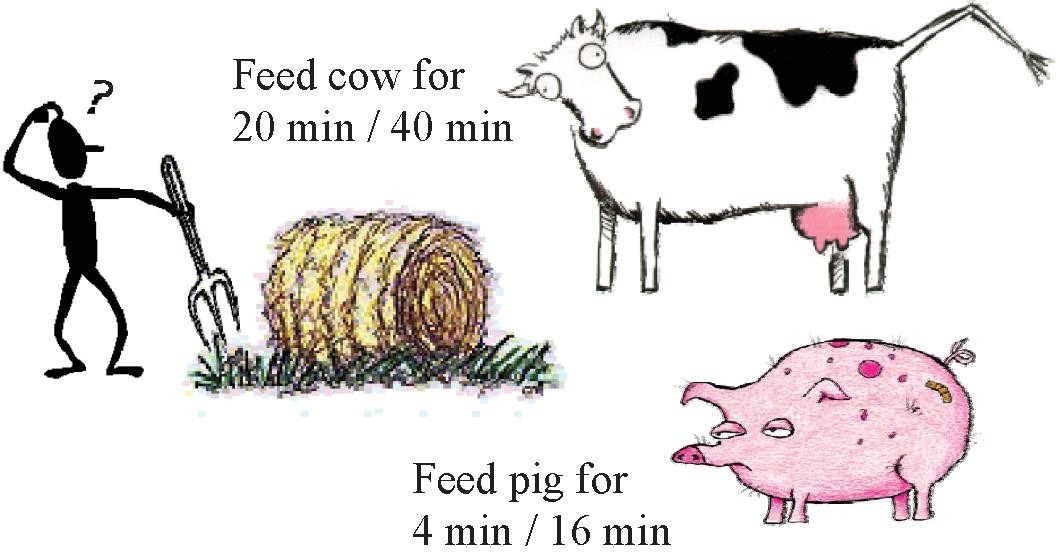 ?
Feed cow for
20 min / 40 min
Feed pig for
4 min / 16 min